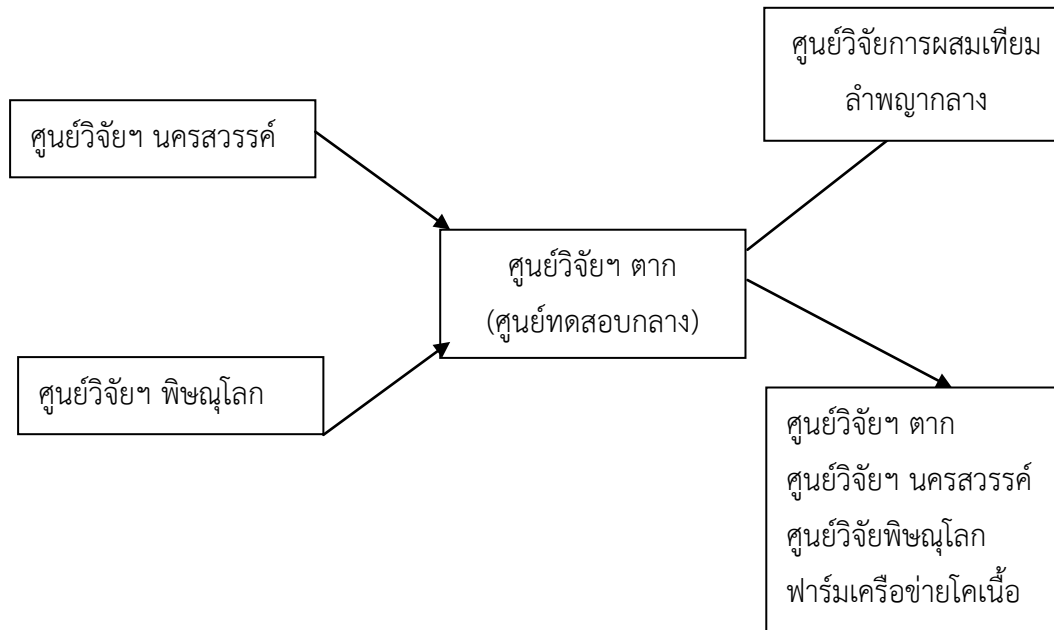 ศูนย์วิจัยการผสมเทียม
ลำพญากลาง
ศูนย์วิจัยฯ นครสวรรค์
ศูนย์วิจัยฯ ตาก
(ศูนย์ทดสอบกลาง)
ศูนย์วิจัยฯ พิษณุโลก
ศูนย์วิจัยฯ ตาก
ศูนย์วิจัยฯ นครสวรรค์
ศูนย์วิจัยพิษณุโลก
ฟาร์มเครือข่ายโคเนื้อ